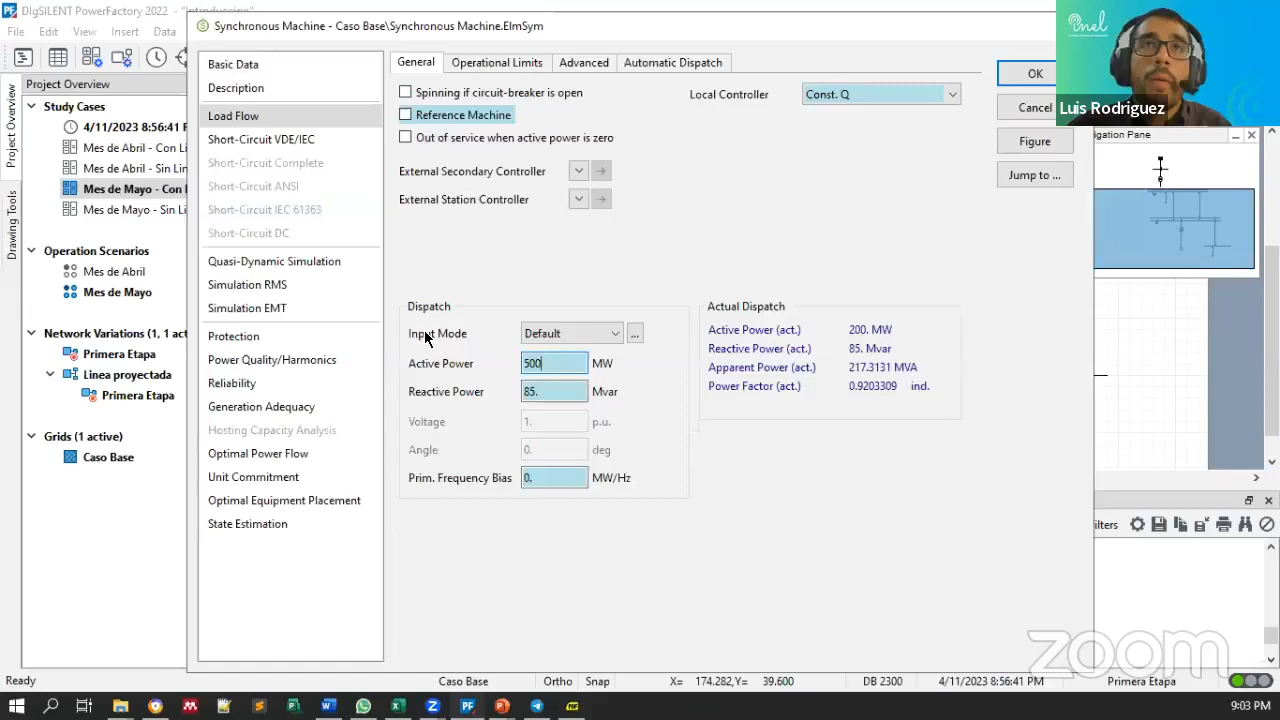 DIgSILENT PowerFactory 2022 - "Introducción"
File Edit View Insert Data
Project Overview
Project Overview
Drawing Tools
Study Cases
4/11/2023 8:56:41 P
Mes de Abril - Con Li
Mes de Abril - Sin Lin
Mes de Mayo - Con l
Mes de Mayo - Sin Li
Operation Scenarios
Mes de Abril
Mes de Mayo
Network Variations (1, 1 act
Primera Etapa
Linea proyectada
Primera Etapa
Grids (1 active)
Caso Base
Synchronous Machine - Caso Base\Synchronous Machine.ElmSym
Basic Data
Description
Load Flow
Short-Circuit VDE/IEC
Short-Circuit Complete
Short-Circuit ANSI
Short-Circuit IEC 61363
Short-Circuit DC
Quasi-Dynamic Simulation
Simulation RMS
Simulation EMT
Protection
Power Quality/Harmonics
Reliability
Generation Adequacy
Hosting Capacity Analysis
Optimal Power Flow
Unit Commitment
Optimal Equipment Placement
State Estimation
General Operational Limits Advanced Automatic Dispatch
Spinning if circuit-breaker is open
Reference Machine
Out of service when active power is zero
Local Controller Const. Q
External Secondary Controller
External Station Controller
Dispatch
Input Mode Default ...
Active Power 500 MW
Reactive Power 85. Mvar
Voltage 1. p.u.
Angle 0. deg
Prim. Frequency Bias 0. MW/Hz
Actual Dispatch
Active Power (act.) 200. MW
Reactive Power (act.) 85. Mvar
Apparent Power (act.) 217.3131 MVA
Power Factor (act.) 0.9203309 ind.
OK
Cancel
Figure
Jump to ...
inel
Luis Rodriguez
igation Pane
ilters
zoom
Ready Caso Base Ortho Snap X= 174.282,Y= 39.600 DB 2300 4/11/2023 8:56:41 PM Primera Etapa
9:03 PM